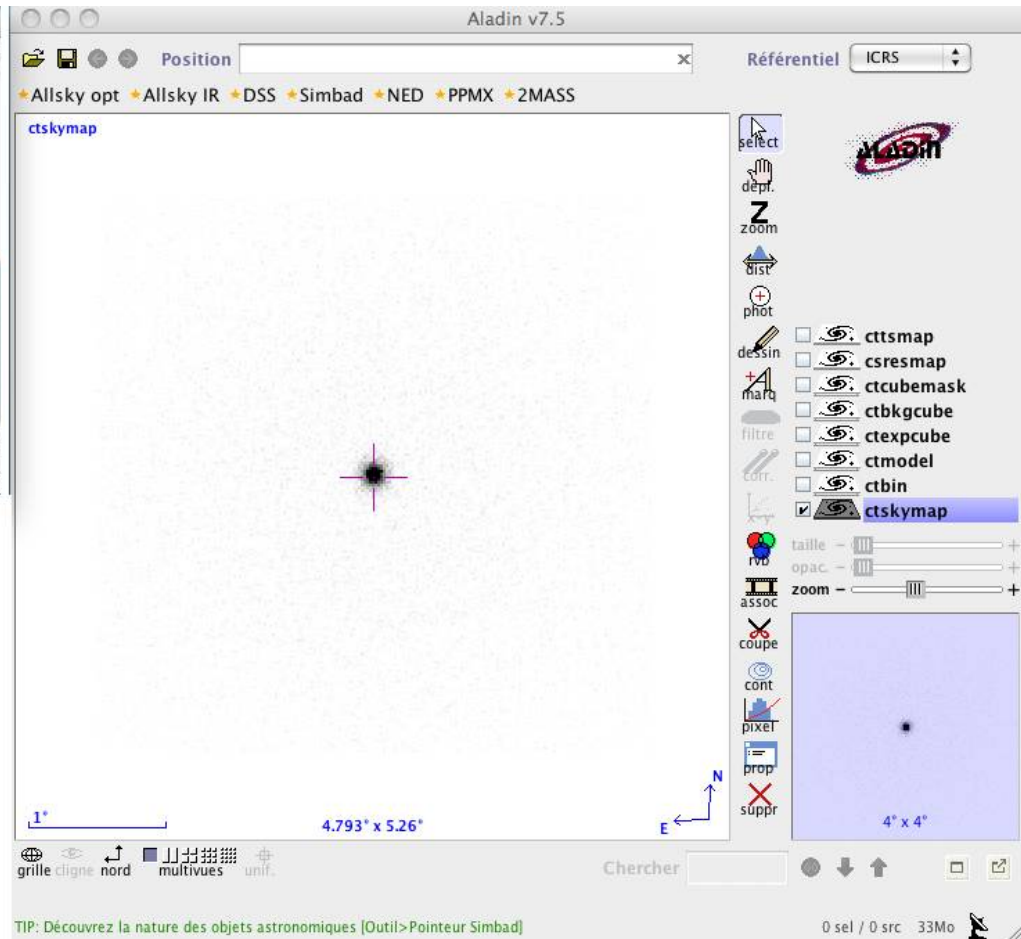 Aladin v7.5
Position
Référentiel ICRS
Allsky opt Allsky IR DSS Simbad NED PPMX 2MASS
ctskymap
select
dépl.
zoom
dist
phot
dessin
marq
filtre
corr.
x-y
rvb
assoc
coupe
cont
pixel
prop
suppr
ALADIN
cttsmap
csresmap
ctcubemask
ctbkgcube
ctexpcube
ctmodel
ctbin
ctskymap
taille - +
opac. - +
zoom - +
4° x 4°
1°
4.793° x 5.26°
N
E
grille cligne nord multivues unif.
Chercher
TIP: Découvrez la nature des objets astronomiques [Outil>Pointeur Simbad]
0 sel / 0 src 33Mo